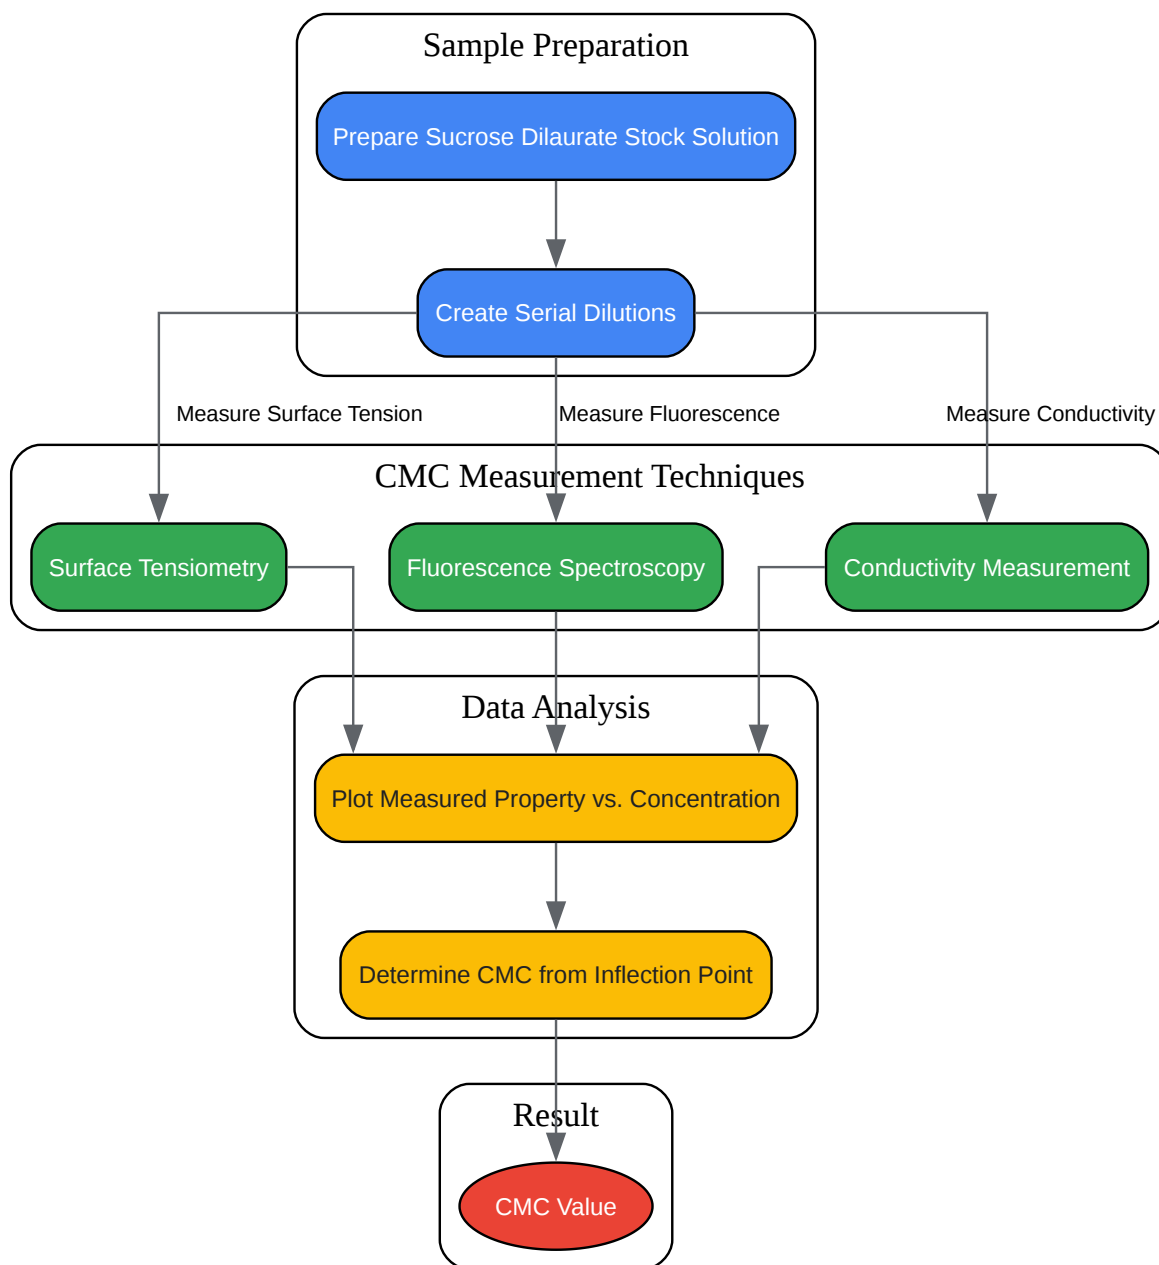 Sample Preparation
Prepare Sucrose Dilaurate Stock Solution
Create Serial Dilutions
Measure Surface Tension
Measure Fluorescence
Measure Conductivity
CMC Measurement Techniques
Surface Tensiometry
Fluorescence Spectroscopy
Conductivity Measurement
Data Analysis
Plot Measured Property vs. Concentration
Determine CMC from Inflection Point
Result
CMC Value